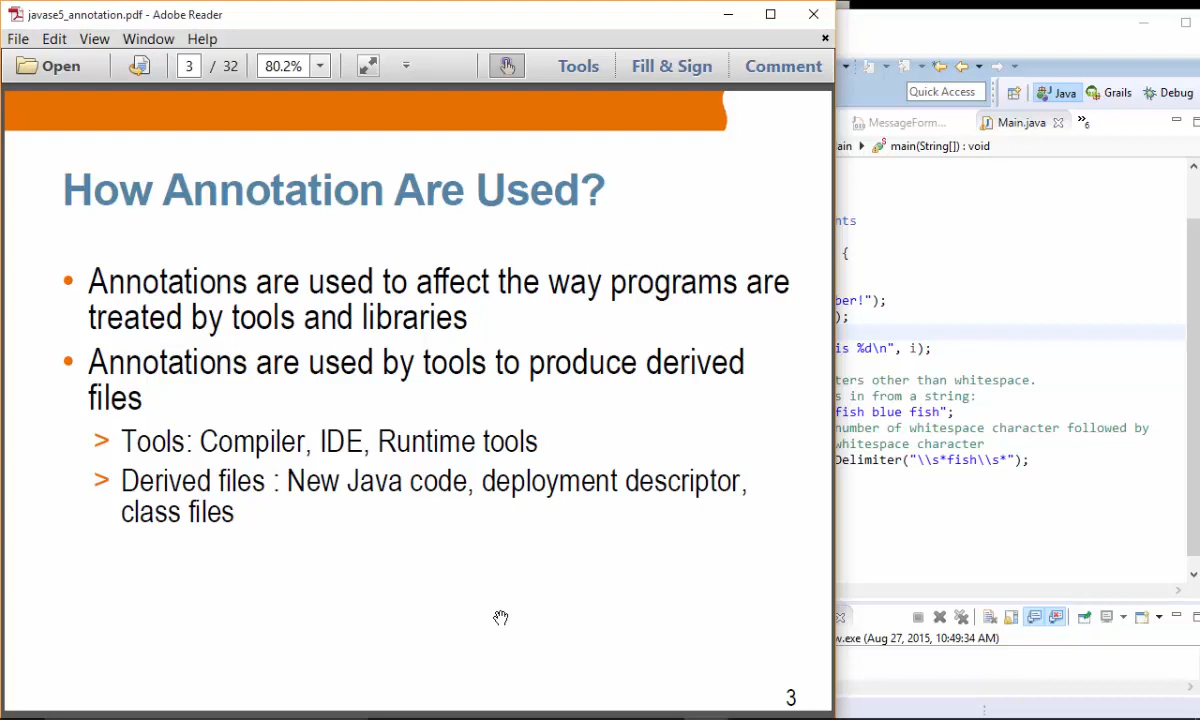 javase5_annotation.pdf - Adobe Reader
File Edit View Window Help
Open 3 / 32 80.2% Tools Fill & Sign Comment
How Annotation Are Used?
• Annotations are used to affect the way programs are
treated by tools and libraries
• Annotations are used by tools to produce derived
files
> Tools: Compiler, IDE, Runtime tools
> Derived files : New Java code, deployment descriptor,
class files
3
Quick Access Java Grails Debug
MessageForm... Main.java »6
ain main(String[]) : void
nts
{
ber!");
);
is %d\n", i);
ters other than whitespace.
s in from a string:
fish blue fish";
number of whitespace character followed by
whitespace character
Delimiter("\\s*fish\\s*");
w.exe (Aug 27, 2015, 10:49:34 AM)